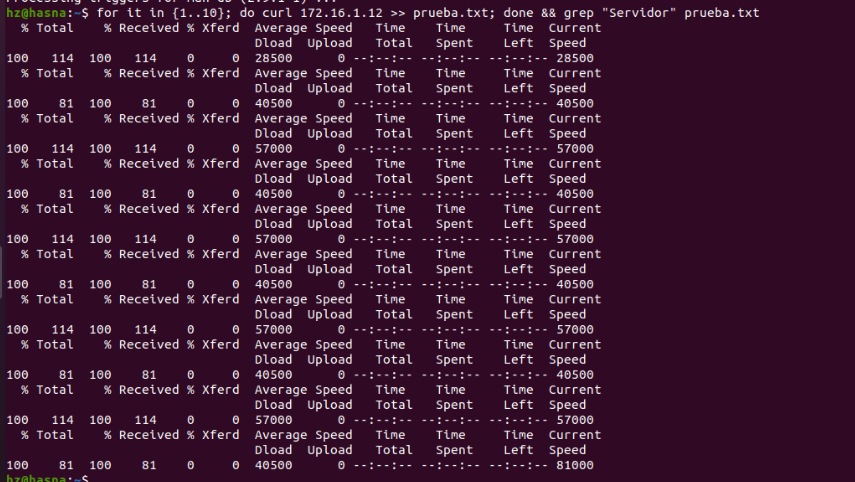 Processing triggers for man-db (2.9.1-1) ...
hz@hasna:~$ for it in {1..10}; do curl 172.16.1.12 >> prueba.txt; done && grep "Servidor" prueba.txt
  % Total    % Received % Xferd  Average Speed   Time    Time     Time  Current
                                 Dload  Upload   Total   Spent    Left  Speed
100   114  100   114    0     0  28500      0 --:--:-- --:--:-- --:--:-- 28500
  % Total    % Received % Xferd  Average Speed   Time    Time     Time  Current
                                 Dload  Upload   Total   Spent    Left  Speed
100    81  100    81    0     0  40500      0 --:--:-- --:--:-- --:--:-- 40500
  % Total    % Received % Xferd  Average Speed   Time    Time     Time  Current
                                 Dload  Upload   Total   Spent    Left  Speed
100   114  100   114    0     0  57000      0 --:--:-- --:--:-- --:--:-- 57000
  % Total    % Received % Xferd  Average Speed   Time    Time     Time  Current
                                 Dload  Upload   Total   Spent    Left  Speed
100    81  100    81    0     0  40500      0 --:--:-- --:--:-- --:--:-- 40500
  % Total    % Received % Xferd  Average Speed   Time    Time     Time  Current
                                 Dload  Upload   Total   Spent    Left  Speed
100   114  100   114    0     0  57000      0 --:--:-- --:--:-- --:--:-- 57000
  % Total    % Received % Xferd  Average Speed   Time    Time     Time  Current
                                 Dload  Upload   Total   Spent    Left  Speed
100    81  100    81    0     0  40500      0 --:--:-- --:--:-- --:--:-- 40500
  % Total    % Received % Xferd  Average Speed   Time    Time     Time  Current
                                 Dload  Upload   Total   Spent    Left  Speed
100   114  100   114    0     0  57000      0 --:--:-- --:--:-- --:--:-- 57000
  % Total    % Received % Xferd  Average Speed   Time    Time     Time  Current
                                 Dload  Upload   Total   Spent    Left  Speed
100    81  100    81    0     0  40500      0 --:--:-- --:--:-- --:--:-- 40500
  % Total    % Received % Xferd  Average Speed   Time    Time     Time  Current
                                 Dload  Upload   Total   Spent    Left  Speed
100   114  100   114    0     0  57000      0 --:--:-- --:--:-- --:--:-- 57000
  % Total    % Received % Xferd  Average Speed   Time    Time     Time  Current
                                 Dload  Upload   Total   Spent    Left  Speed
100    81  100    81    0     0  40500      0 --:--:-- --:--:-- --:--:-- 81000
hz@hasna:~$